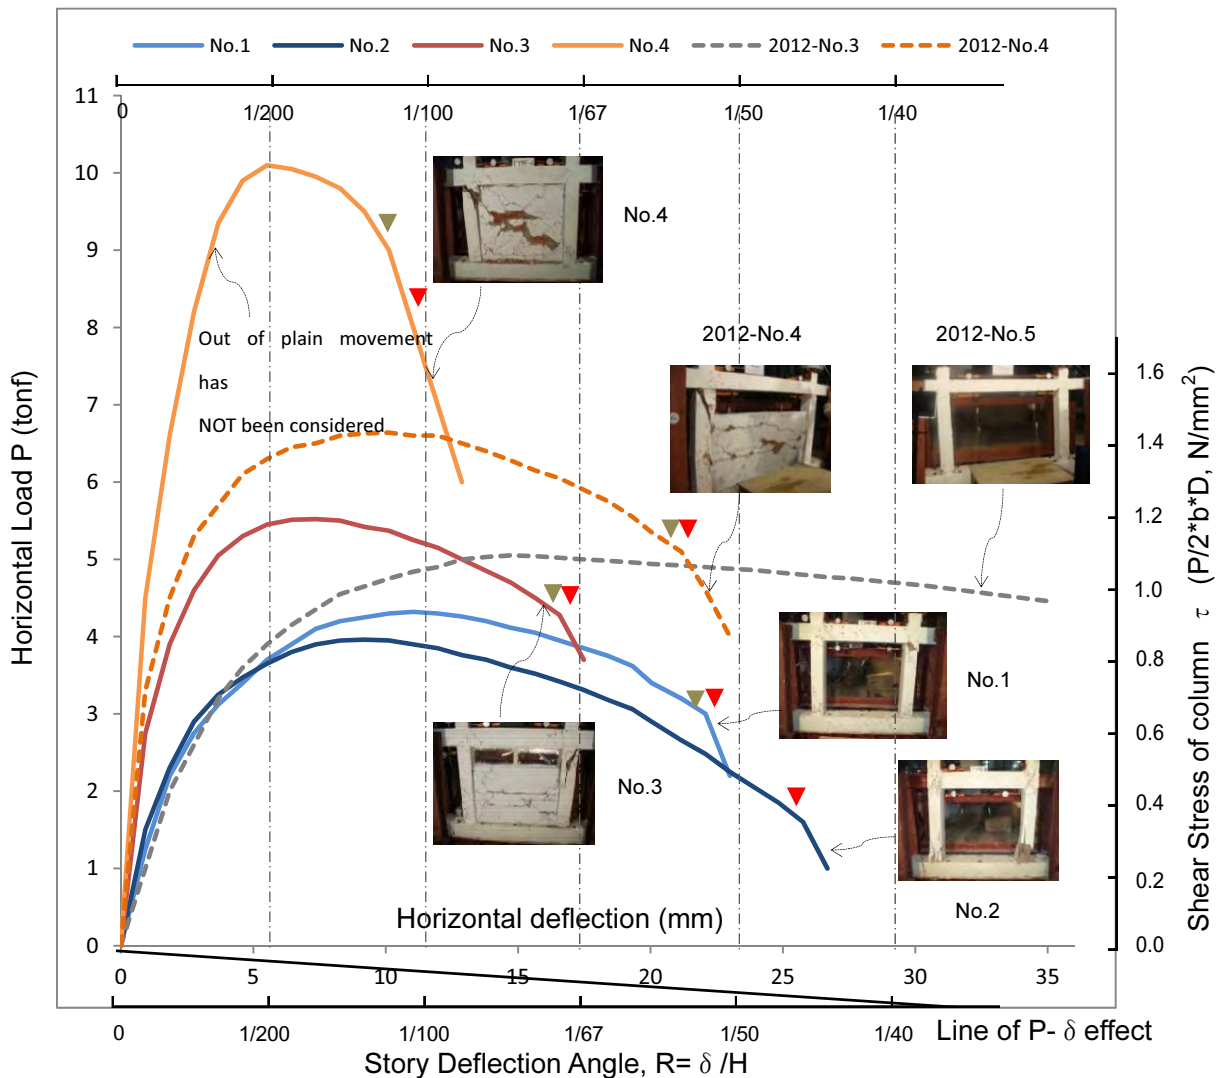 No.1 No.2 No.3 No.4 2012-No.3 2012-No.4
0 1/200 1/100 1/67 1/50 1/40
11
10
9
8
7
6
5
4
3
2
1
0
Horizontal Load P (tonf)
No.4
Out of plain movement
has
NOT been considered
2012-No.4
2012-No.5
No.1
No.3
No.2
1.6
1.4
1.2
1.0
0.8
0.6
0.4
0.2
0.0
Shear Stress of column τ (P/2*b*D, N/mm²)
Horizontal deflection (mm)
0 5 10 15 20 25 30 35
0 1/200 1/100 1/67 1/50 1/40
Line of P- δ effect
Story Deflection Angle, R= δ /H